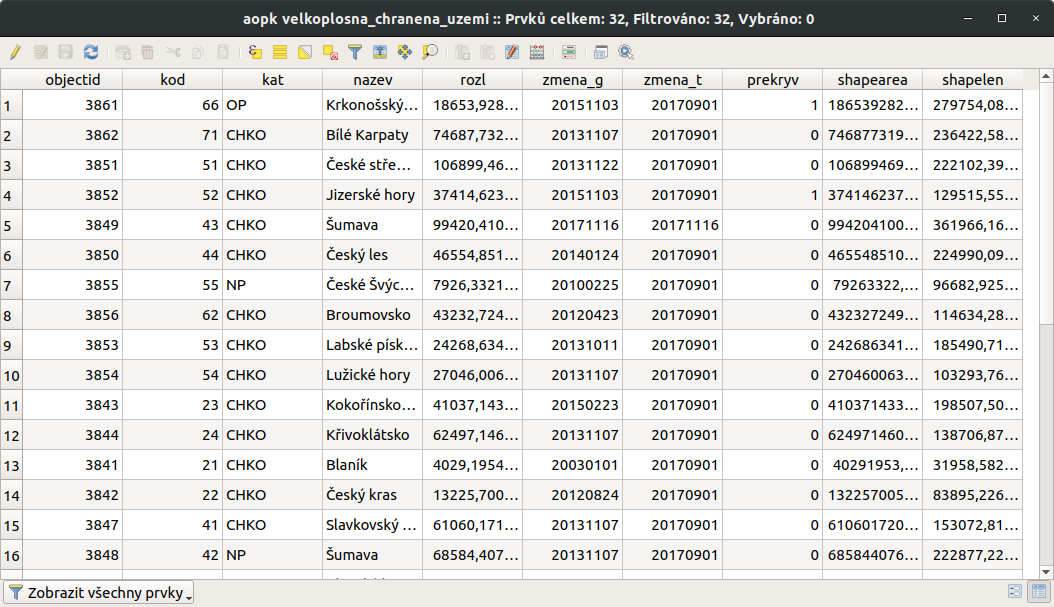 aopk velkoplosna_chranena_uzemi :: Prvků celkem: 32, Filtrováno: 32, Vybráno: 0
objectid kod kat nazev rozl zmena_g zmena_t prekryv shapearea shapelen
1 3861 66 OP Krkonošský... 18653,928... 20151103 20170901 1 186539282... 279754,08...
2 3862 71 CHKO Bílé Karpaty 74687,732... 20131107 20170901 0 746877319... 236422,58...
3 3851 51 CHKO České stře... 106899,46... 20131122 20170901 0 106899469... 222102,39...
4 3852 52 CHKO Jizerské hory 37414,623... 20151103 20170901 1 374146237... 129515,55...
5 3849 43 CHKO Šumava 99420,410... 20171116 20171116 0 994204100... 361966,16...
6 3850 44 CHKO Český les 46554,851... 20140124 20170901 0 465548510... 224990,09...
7 3855 55 NP České Švýc... 7926,3321... 20100225 20170901 0 79263322,... 96682,925...
8 3856 62 CHKO Broumovsko 43232,724... 20120423 20170901 0 432327249... 114634,28...
9 3853 53 CHKO Labské písk... 24268,634... 20131011 20170901 0 242686341... 185490,71...
10 3854 54 CHKO Lužické hory 27046,006... 20131107 20170901 0 270460063... 103293,76...
11 3843 23 CHKO Kokořínsko... 41037,143... 20150223 20170901 0 410371433... 198507,50...
12 3844 24 CHKO Křivoklátsko 62497,146... 20131107 20170901 0 624971460... 138706,87...
13 3841 21 CHKO Blaník 4029,1954... 20030101 20170901 0 40291953,... 31958,582...
14 3842 22 CHKO Český kras 13225,700... 20120824 20170901 0 132257005... 83895,226...
15 3847 41 CHKO Slavkovský ... 61060,171... 20131107 20170901 0 610601720... 153072,81...
16 3848 42 NP Šumava 68584,407... 20131107 20170901 0 685844076... 222877,22...
Zobrazit všechny prvky